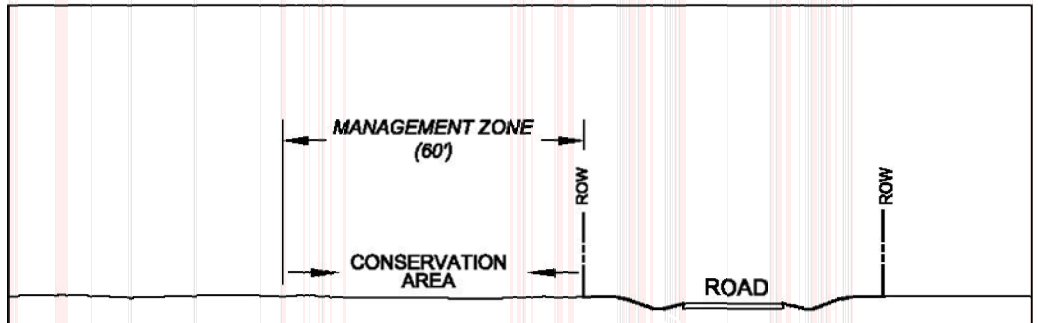 MANAGEMENT ZONE
(60')
ROW
ROW
CONSERVATION
AREA
ROAD